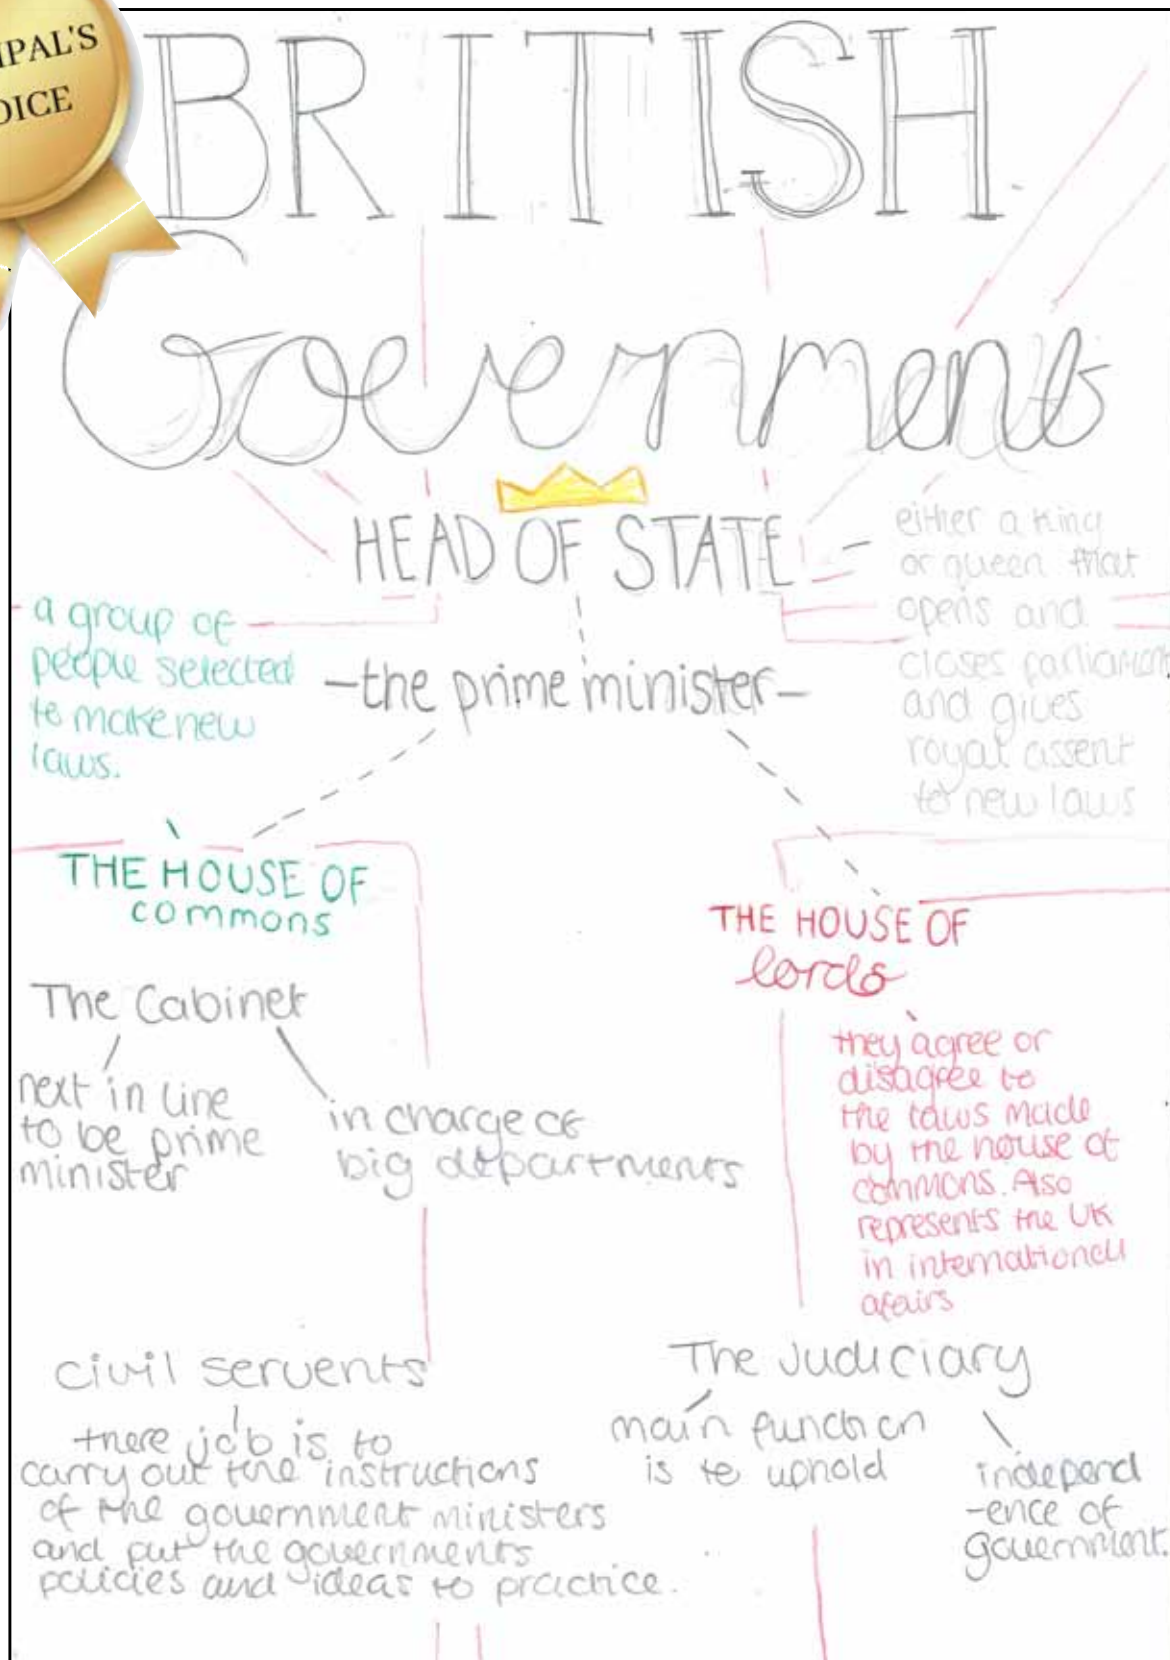 IPAL'S
OICE
BRITISH
Government
HEAD OF STATE
either a king
or queen that
opens and
closes parliament
and gives
royal assent
to new laws
a group of
people selected
to make new
laws.
-the prime minister-
THE HOUSE OF
commons
THE HOUSE OF
lords
The Cabinet
next in line
to be prime
minister
in charge of
big departments
they agree or
disagree to
the laws made
by the house of
commons. Also
represents the UK
in internationall
afairs
civil servents
there job is to
carry out the instructions
of the government ministers
and put the governments
policies and ideas to practice.
The Judiciary
main function
is to uphold
independ
-ence of
government.